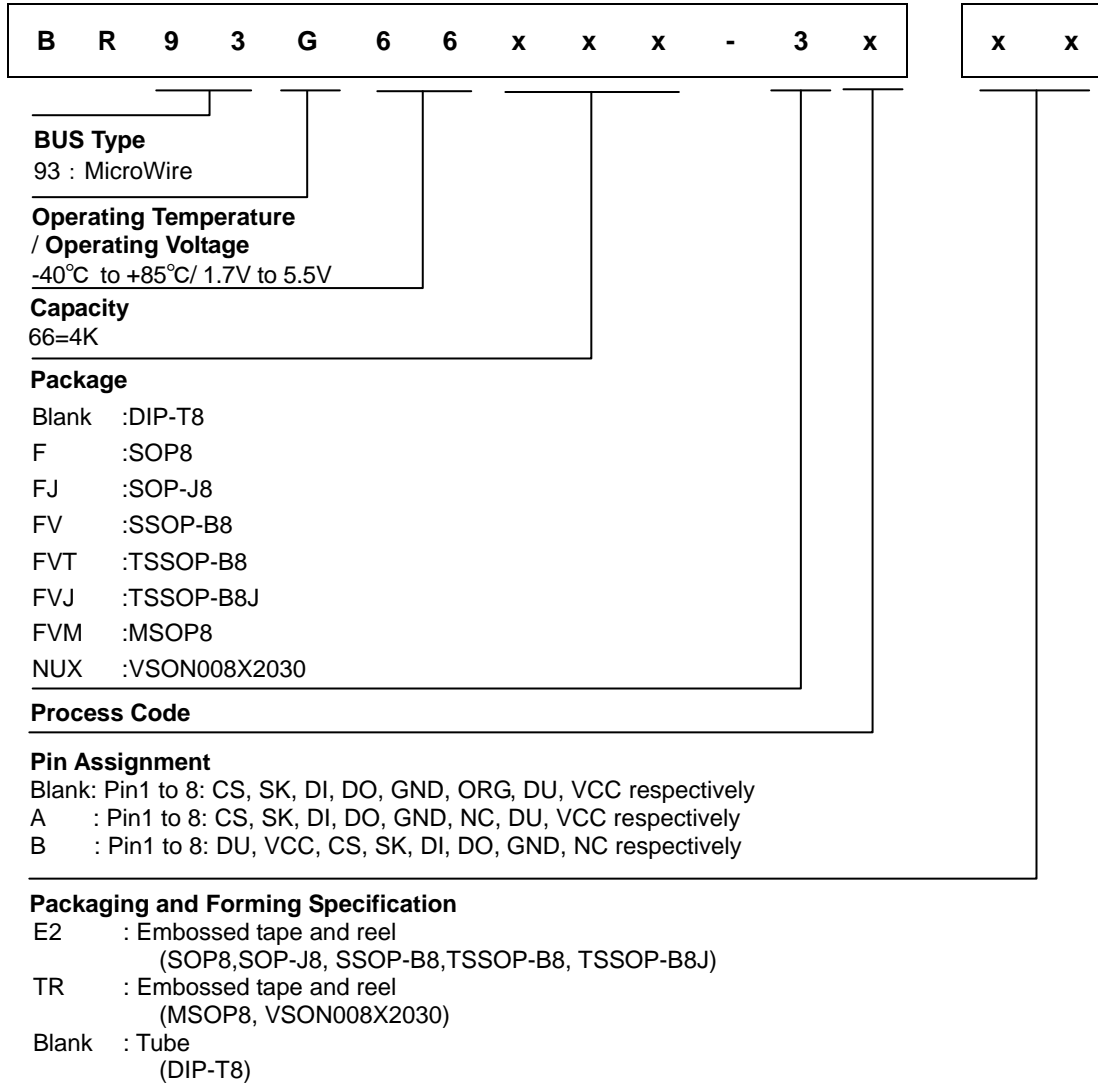 B R 9 3 G 6 6 x x x - 3 x x x
BUS Type
93 : MicroWire
Operating Temperature
/ Operating Voltage
-40℃ to +85℃/ 1.7V to 5.5V
Capacity
66=4K
Package
Blank :DIP-T8
F :SOP8
FJ :SOP-J8
FV :SSOP-B8
FVT :TSSOP-B8
FVJ :TSSOP-B8J
FVM :MSOP8
NUX :VSON008X2030
Process Code
Pin Assignment
Blank: Pin1 to 8: CS, SK, DI, DO, GND, ORG, DU, VCC respectively
A : Pin1 to 8: CS, SK, DI, DO, GND, NC, DU, VCC respectively
B : Pin1 to 8: DU, VCC, CS, SK, DI, DO, GND, NC respectively
Packaging and Forming Specification
E2 : Embossed tape and reel
(SOP8,SOP-J8, SSOP-B8,TSSOP-B8, TSSOP-B8J)
TR : Embossed tape and reel
(MSOP8, VSON008X2030)
Blank : Tube
(DIP-T8)